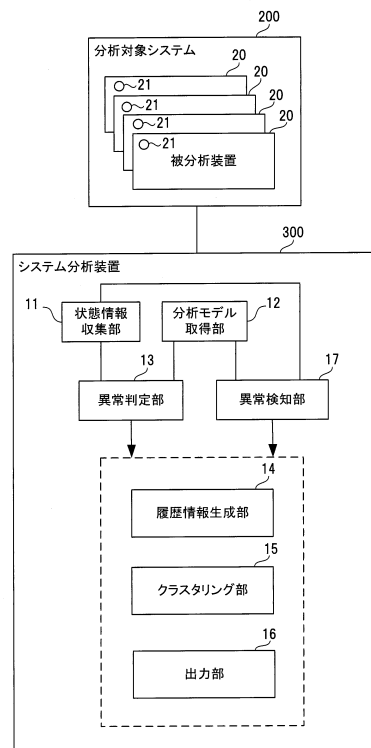 200
分析対象システム
20
20
20
20
21
21
21
21
被分析装置
300
システム分析装置
11
状態情報
収集部
分析モデル
取得部
12
13
異常判定部
17
異常検知部
14
履歴情報生成部
15
クラスタリング部
16
出力部